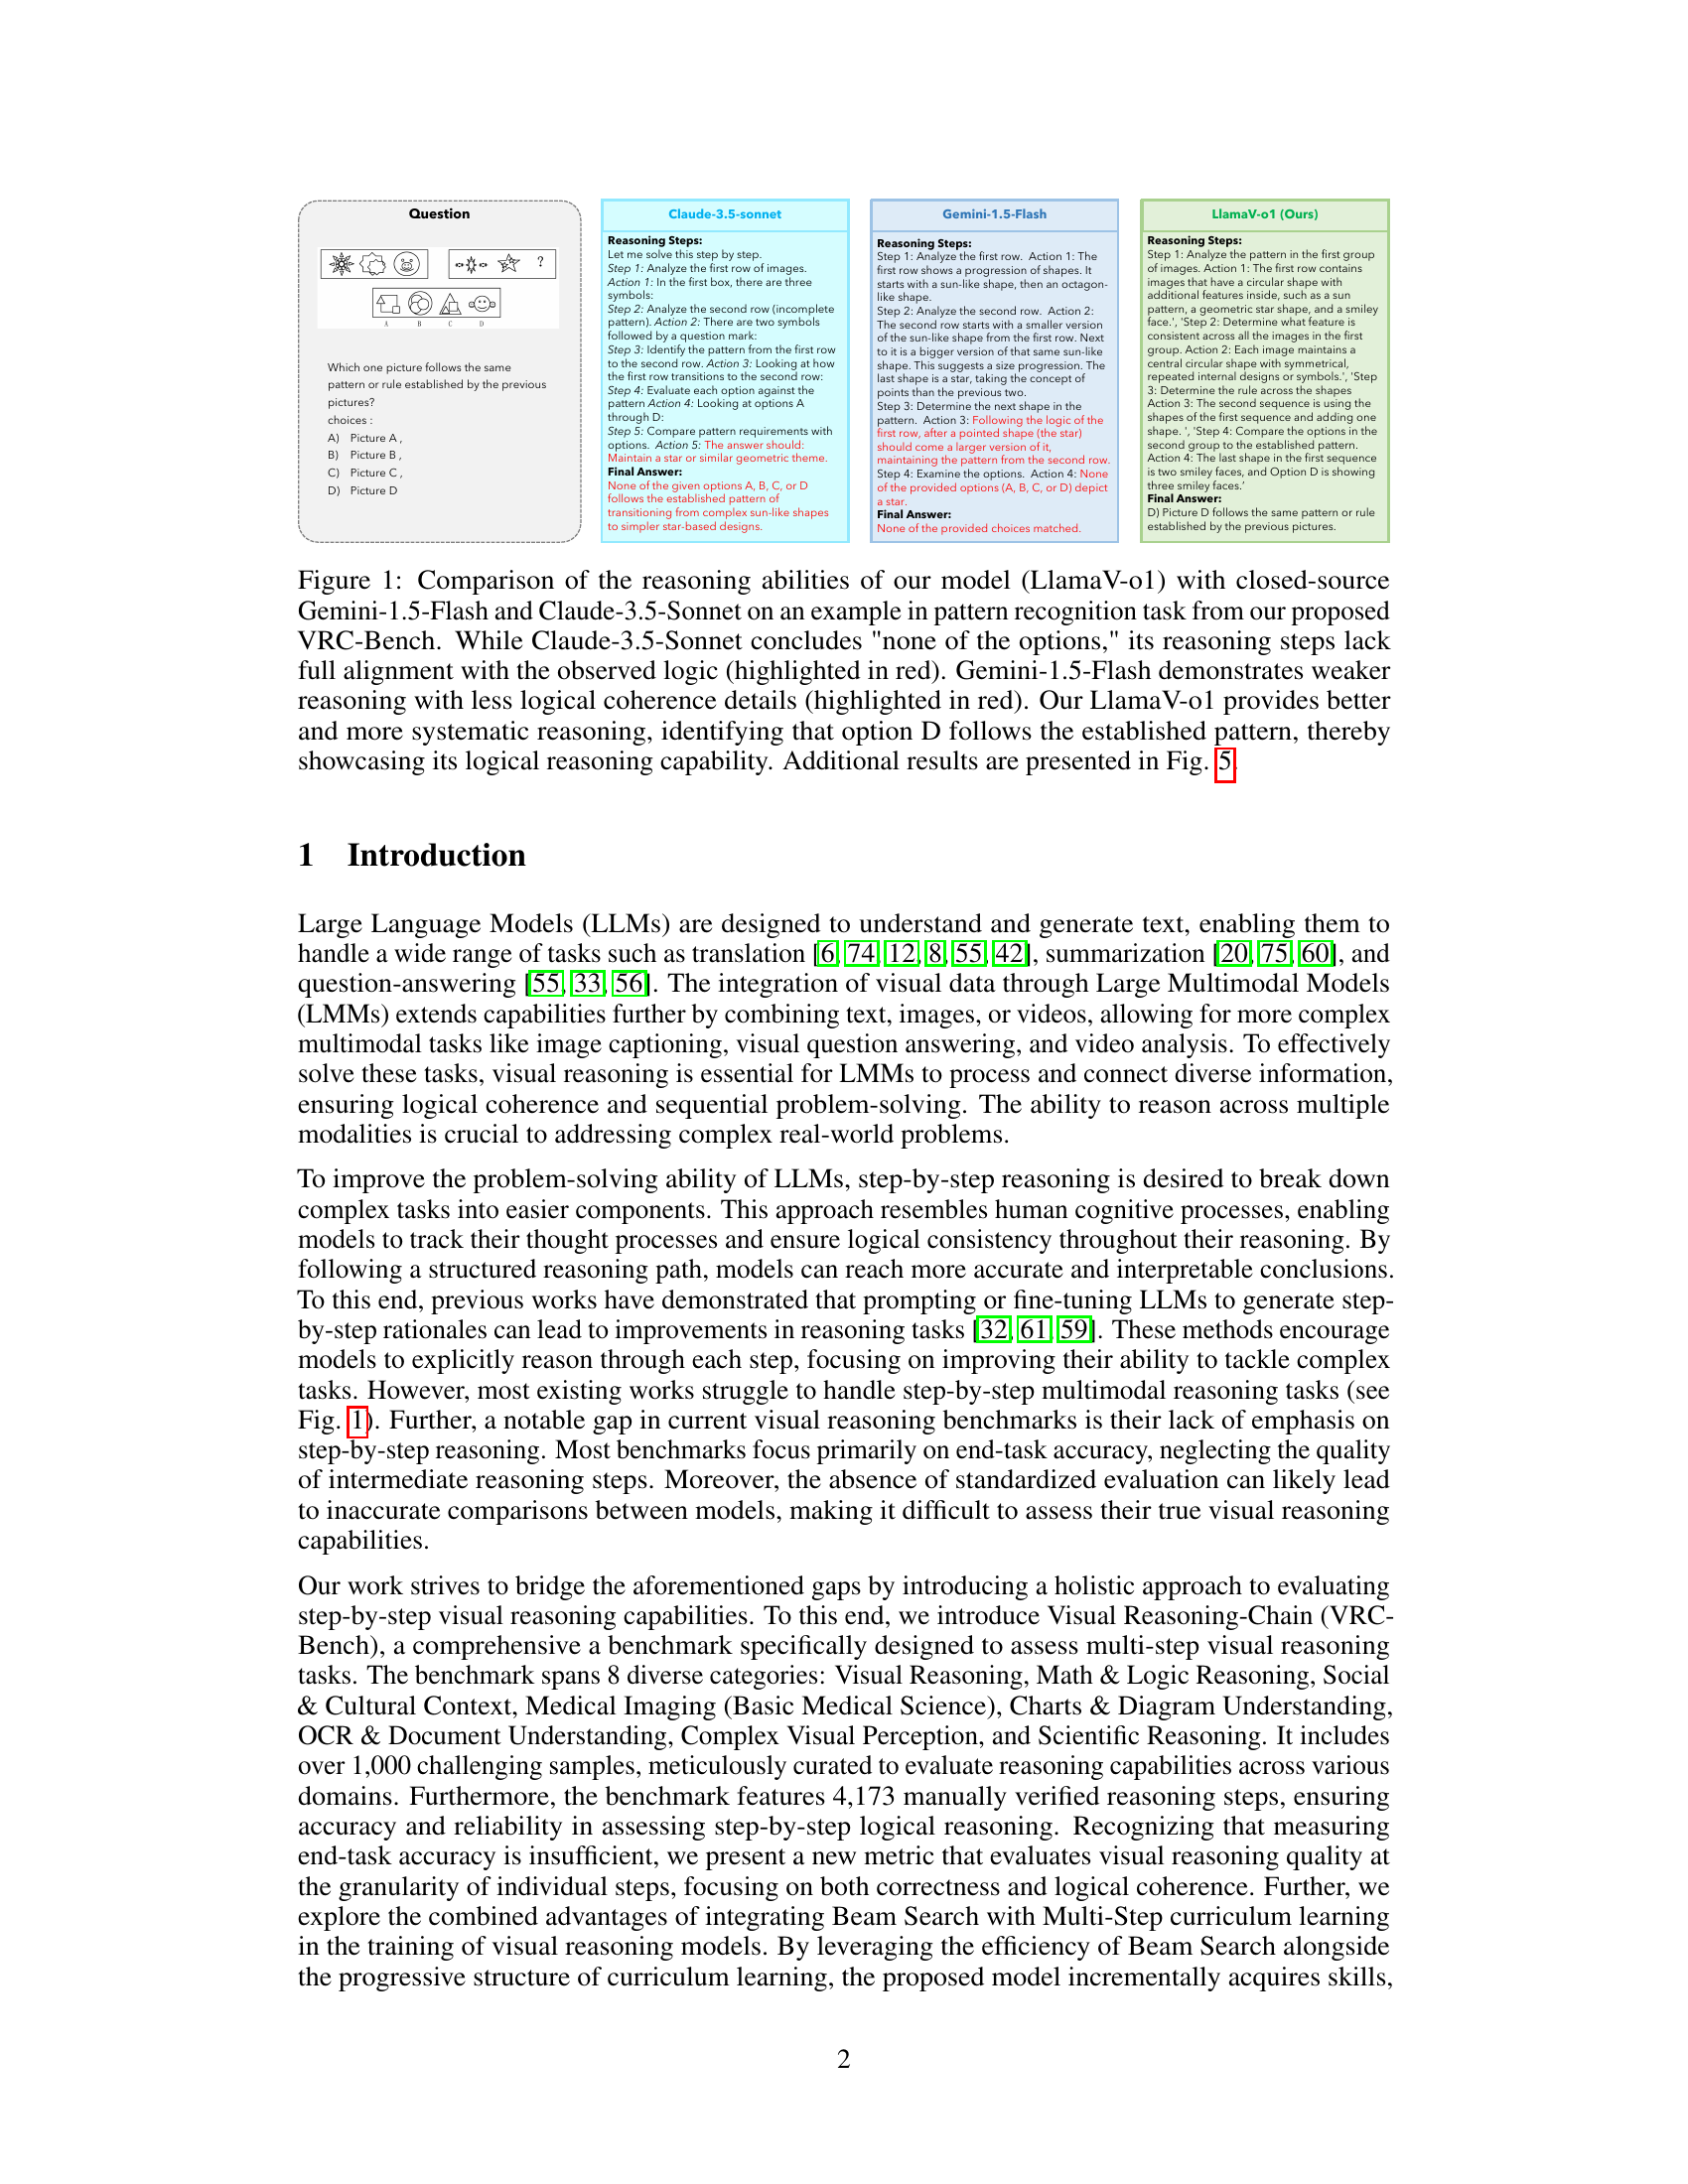 Question
?
A B C D
Which one picture follows the same
pattern or rule established by the previous
pictures?
choices :
A) Picture A ,
B) Picture B ,
C) Picture C ,
D) Picture D
Claude-3.5-sonnet
Reasoning Steps:
Let me solve this step by step.
Step 1: Analyze the first row of images.
Action 1: In the first box, there are three
symbols:
Step 2: Analyze the second row (incomplete
pattern). Action 2: There are two symbols
followed by a question mark:
Step 3: Identify the pattern from the first row
to the second row. Action 3: Looking at how
the first row transitions to the second row:
Step 4: Evaluate each option against the
pattern Action 4: Looking at options A
through D:
Step 5: Compare pattern requirements with
options. Action 5: The answer should:
Maintain a star or similar geometric theme.
Final Answer:
None of the given options A, B, C, or D
follows the established pattern of
transitioning from complex sun-like shapes
to simpler star-based designs.
Gemini-1.5-Flash
Reasoning Steps:
Step 1: Analyze the first row. Action 1: The
first row shows a progression of shapes. It
starts with a sun-like shape, then an octagon-
like shape.
Step 2: Analyze the second row. Action 2:
The second row starts with a smaller version
of the sun-like shape from the first row. Next
to it is a bigger version of that same sun-like
shape. This suggests a size progression. The
last shape is a star, taking the concept of
points than the previous two.
Step 3: Determine the next shape in the
pattern. Action 3: Following the logic of the
first row, after a pointed shape (the star)
should come a larger version of it,
maintaining the pattern from the second row.
Step 4: Examine the options. Action 4: None
of the provided options (A, B, C, or D) depict
a star.
Final Answer:
None of the provided choices matched.
LlamaV-o1 (Ours)
Reasoning Steps:
Step 1: Analyze the pattern in the first group
of images. Action 1: The first row contains
images that have a circular shape with
additional features inside, such as a sun
pattern, a geometric star shape, and a smiley
face.', 'Step 2: Determine what feature is
consistent across all the images in the first
group. Action 2: Each image maintains a
central circular shape with symmetrical,
repeated internal designs or symbols.', 'Step
3: Determine the rule across the shapes
Action 3: The second sequence is using the
shapes of the first sequence and adding one
shape. ', 'Step 4: Compare the options in the
second group to the established pattern.
Action 4: The last shape in the first sequence
is two smiley faces, and Option D is showing
three smiley faces.'
Final Answer:
D) Picture D follows the same pattern or rule
established by the previous pictures.
Figure 1: Comparison of the reasoning abilities of our model (LlamaV-o1) with closed-source
Gemini-1.5-Flash and Claude-3.5-Sonnet on an example in pattern recognition task from our proposed
VRC-Bench. While Claude-3.5-Sonnet concludes "none of the options," its reasoning steps lack
full alignment with the observed logic (highlighted in red). Gemini-1.5-Flash demonstrates weaker
reasoning with less logical coherence details (highlighted in red). Our LlamaV-o1 provides better
and more systematic reasoning, identifying that option D follows the established pattern, thereby
showcasing its logical reasoning capability. Additional results are presented in Fig. 5.
1 Introduction
Large Language Models (LLMs) are designed to understand and generate text, enabling them to
handle a wide range of tasks such as translation [6, 74, 12, 8, 55, 42], summarization [20, 75, 60], and
question-answering [55, 33, 56]. The integration of visual data through Large Multimodal Models
(LMMs) extends capabilities further by combining text, images, or videos, allowing for more complex
multimodal tasks like image captioning, visual question answering, and video analysis. To effectively
solve these tasks, visual reasoning is essential for LMMs to process and connect diverse information,
ensuring logical coherence and sequential problem-solving. The ability to reason across multiple
modalities is crucial to addressing complex real-world problems.
To improve the problem-solving ability of LLMs, step-by-step reasoning is desired to break down
complex tasks into easier components. This approach resembles human cognitive processes, enabling
models to track their thought processes and ensure logical consistency throughout their reasoning. By
following a structured reasoning path, models can reach more accurate and interpretable conclusions.
To this end, previous works have demonstrated that prompting or fine-tuning LLMs to generate step-
by-step rationales can lead to improvements in reasoning tasks [32, 61, 59]. These methods encourage
models to explicitly reason through each step, focusing on improving their ability to tackle complex
tasks. However, most existing works struggle to handle step-by-step multimodal reasoning tasks (see
Fig. 1). Further, a notable gap in current visual reasoning benchmarks is their lack of emphasis on
step-by-step reasoning. Most benchmarks focus primarily on end-task accuracy, neglecting the quality
of intermediate reasoning steps. Moreover, the absence of standardized evaluation can likely lead
to inaccurate comparisons between models, making it difficult to assess their true visual reasoning
capabilities.
Our work strives to bridge the aforementioned gaps by introducing a holistic approach to evaluating
step-by-step visual reasoning capabilities. To this end, we introduce Visual Reasoning-Chain (VRC-
Bench), a comprehensive a benchmark specifically designed to assess multi-step visual reasoning
tasks. The benchmark spans 8 diverse categories: Visual Reasoning, Math & Logic Reasoning, Social
& Cultural Context, Medical Imaging (Basic Medical Science), Charts & Diagram Understanding,
OCR & Document Understanding, Complex Visual Perception, and Scientific Reasoning. It includes
over 1,000 challenging samples, meticulously curated to evaluate reasoning capabilities across various
domains. Furthermore, the benchmark features 4,173 manually verified reasoning steps, ensuring
accuracy and reliability in assessing step-by-step logical reasoning. Recognizing that measuring
end-task accuracy is insufficient, we present a new metric that evaluates visual reasoning quality at
the granularity of individual steps, focusing on both correctness and logical coherence. Further, we
explore the combined advantages of integrating Beam Search with Multi-Step curriculum learning
in the training of visual reasoning models. By leveraging the efficiency of Beam Search alongside
the progressive structure of curriculum learning, the proposed model incrementally acquires skills,
2